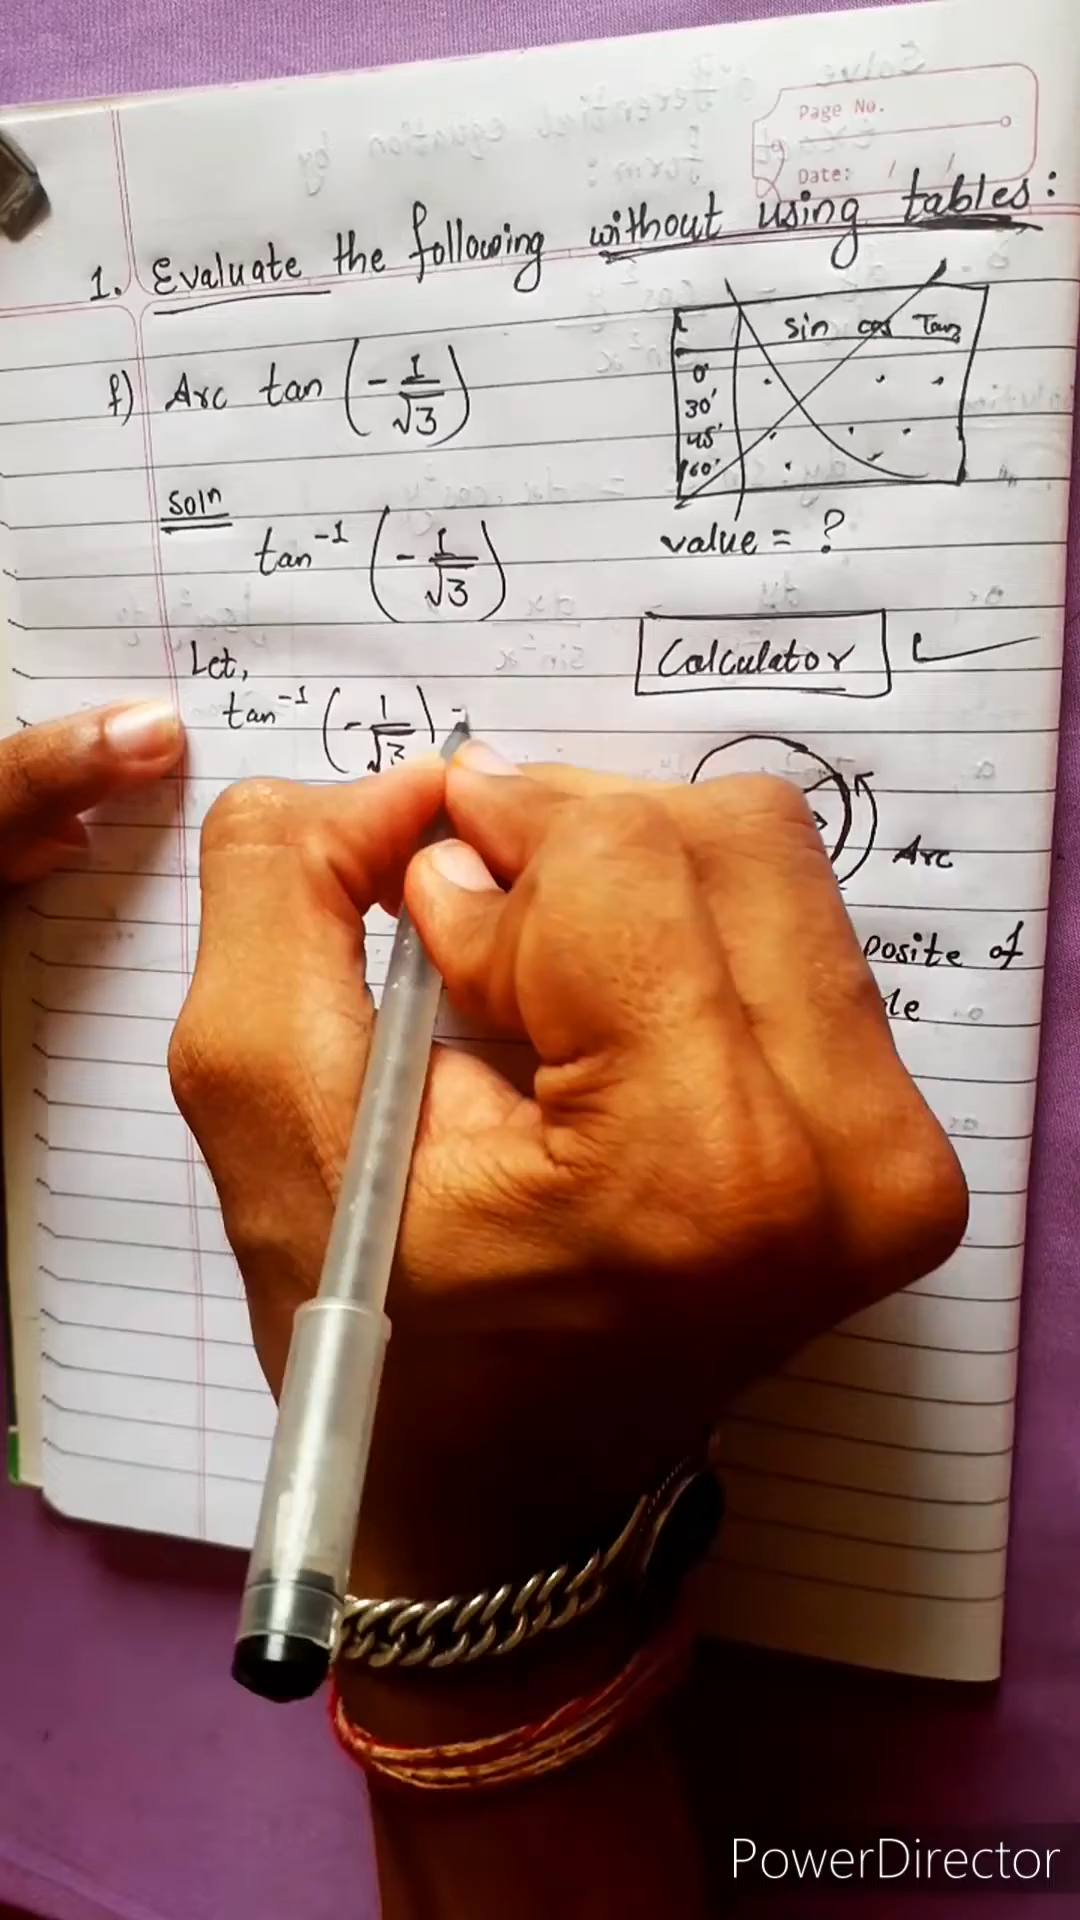 Page No.
Date: / /
1. Evaluate the following without using tables:
f) Arc tan (-1/√3)
sin cos Tan
0°
30°
45°
60°
Soln
tan⁻¹ (-1/√3)
value = ?
Let,
Calculator
tan⁻¹ (-1/√3) =
Arc
posite of
le
PowerDirector